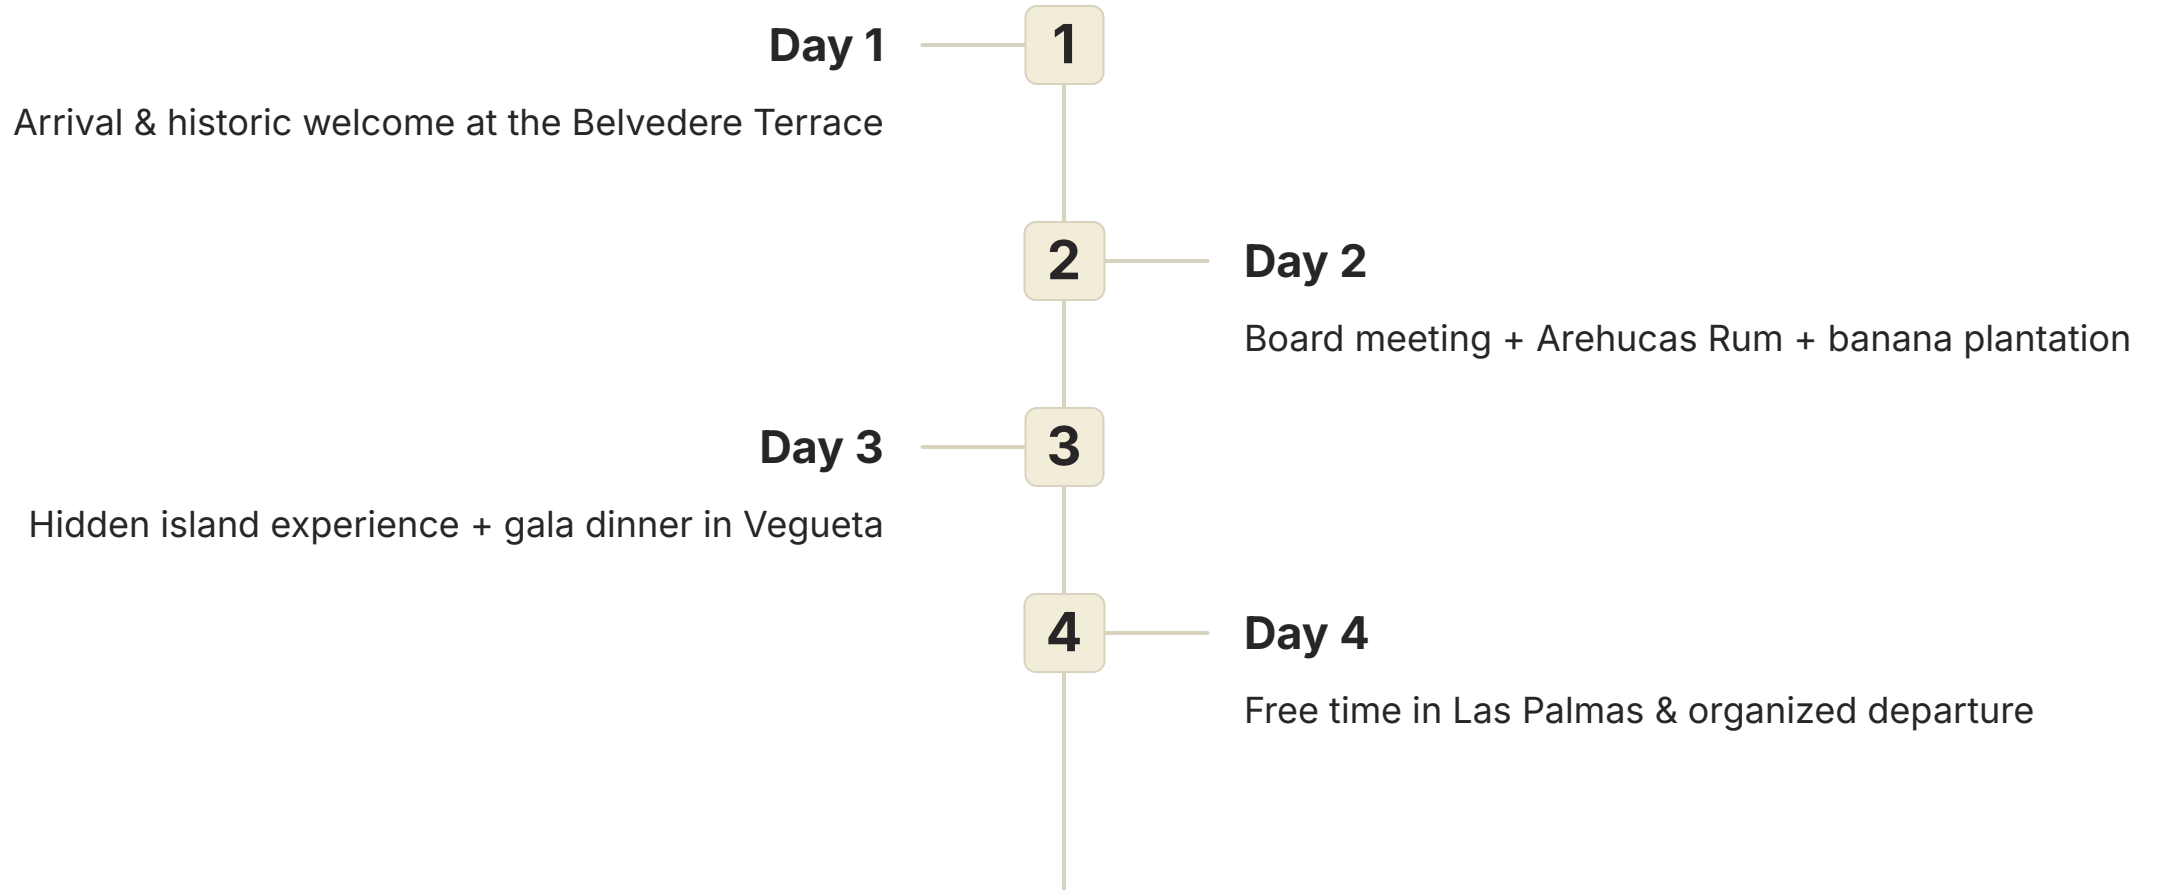 Day 1
1
Arrival & historic welcome at the Belvedere Terrace
2
Day 2
Board meeting + Arehucas Rum + banana plantation
Day 3
3
Hidden island experience + gala dinner in Vegueta
4
Day 4
Free time in Las Palmas & organized departure